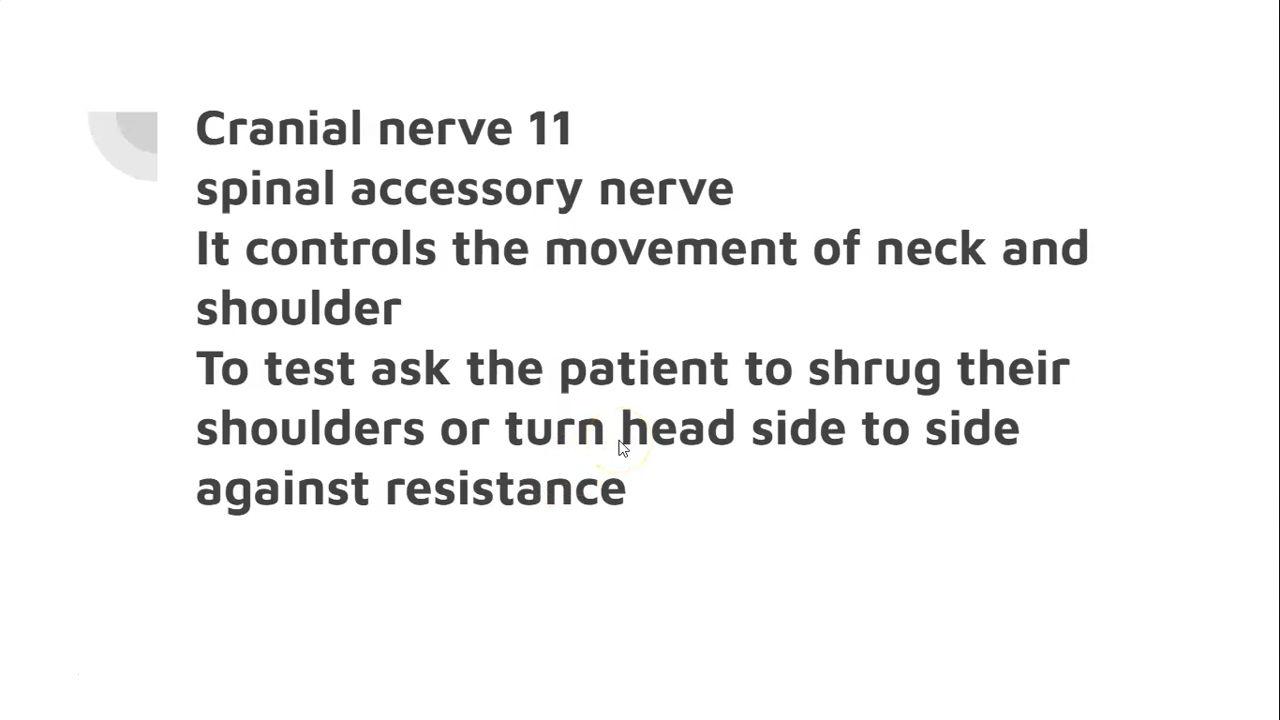 Cranial nerve 11
spinal accessory nerve
It controls the movement of neck and
shoulder
To test ask the patient to shrug their
shoulders or turn head side to side
against resistance